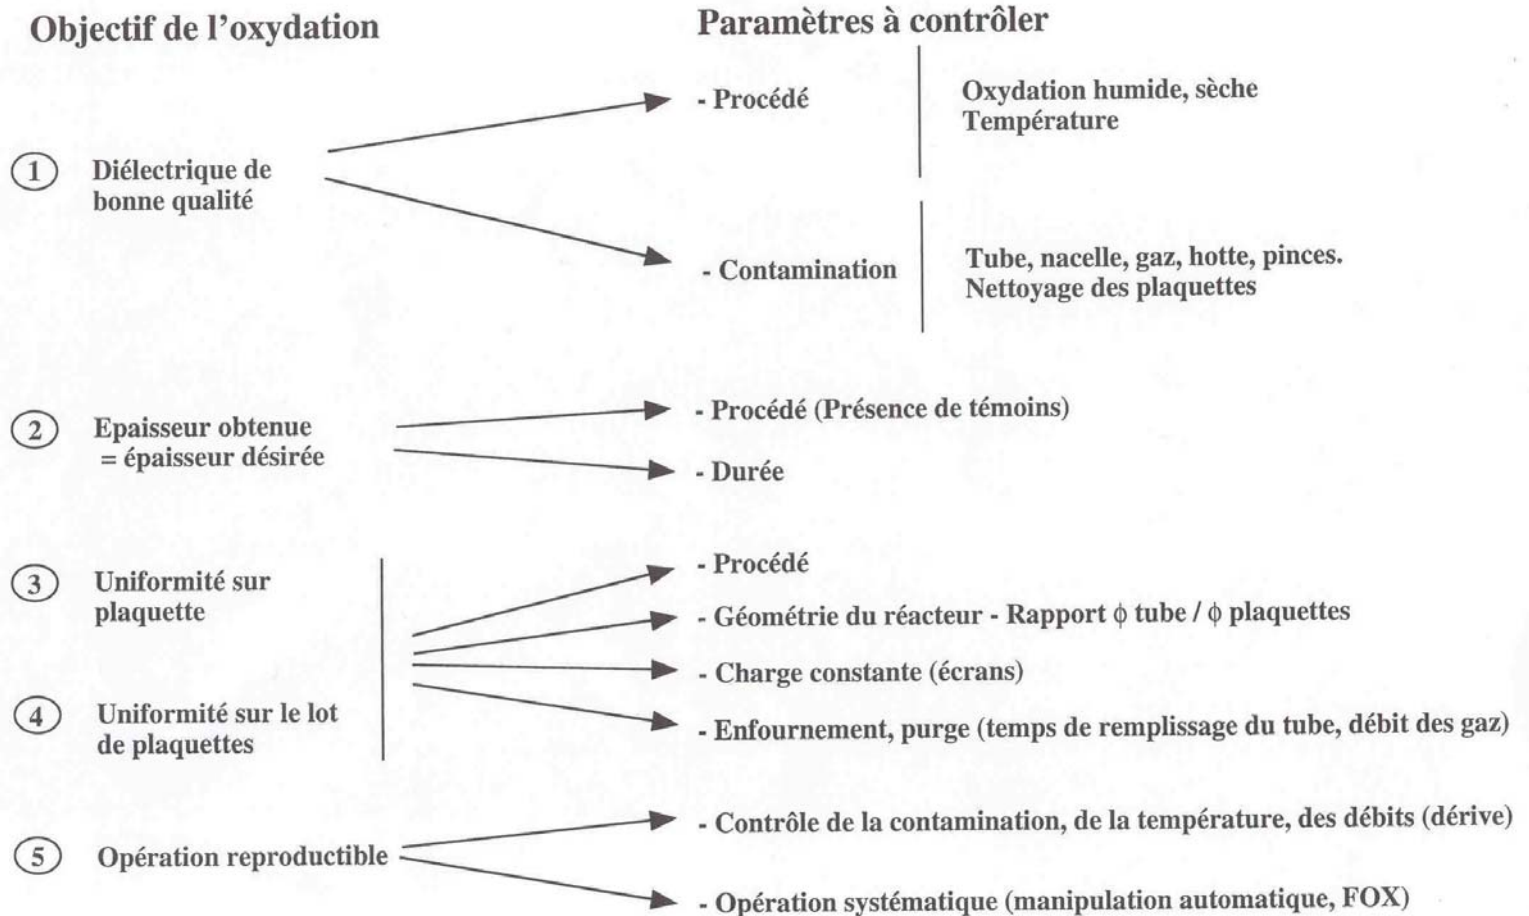 Objectif de l'oxydation
Paramètres à contrôler
1
Diélectrique de
bonne qualité
- Procédé
Oxydation humide, sèche
Température
- Contamination
Tube, nacelle, gaz, hotte, pinces.
Nettoyage des plaquettes
2
Epaisseur obtenue
= épaisseur désirée
- Procédé (Présence de témoins)
- Durée
3
Uniformité sur
plaquette
4
Uniformité sur le lot
de plaquettes
- Procédé
- Géométrie du réacteur - Rapport ϕ tube / ϕ plaquettes
- Charge constante (écrans)
- Enfournement, purge (temps de remplissage du tube, débit des gaz)
5
Opération reproductible
- Contrôle de la contamination, de la température, des débits (dérive)
- Opération systématique (manipulation automatique, FOX)